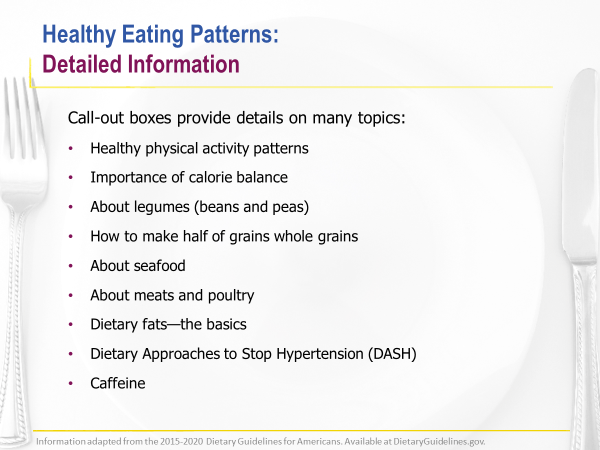 Healthy Eating Patterns:
Detailed Information
Call-out boxes provide details on many topics:
• Healthy physical activity patterns
• Importance of calorie balance
• About legumes (beans and peas)
• How to make half of grains whole grains
• About seafood
• About meats and poultry
• Dietary fats—the basics
• Dietary Approaches to Stop Hypertension (DASH)
• Caffeine
Information adapted from the 2015-2020 Dietary Guidelines for Americans. Available at DietaryGuidelines.gov.